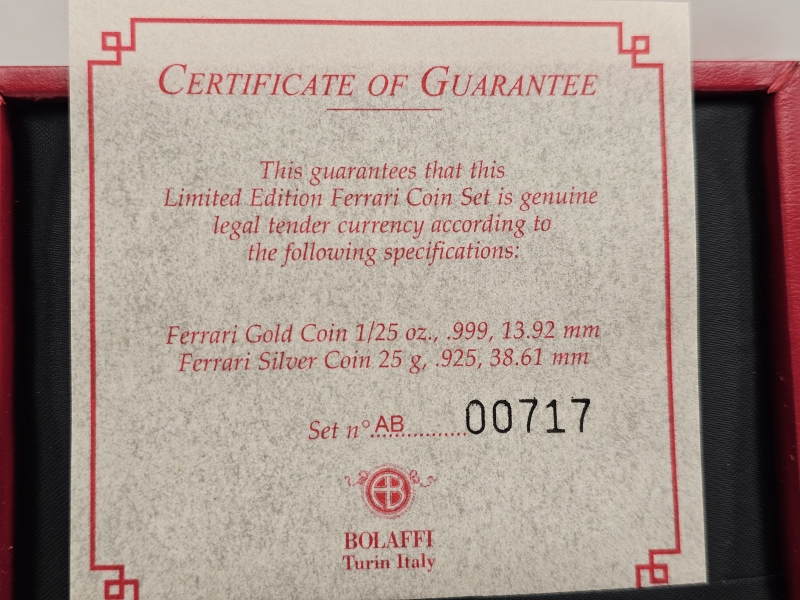 CERTIFICATE OF GUARANTEE
This guarantees that this
Limited Edition Ferrari Coin Set is genuine
legal tender currency according to
the following specifications:
Ferrari Gold Coin 1/25 oz., .999, 13.92 mm
Ferrari Silver Coin 25 g, .925, 38.61 mm
Set n°.AB...............00717
AB
BOLAFFI
Turin Italy